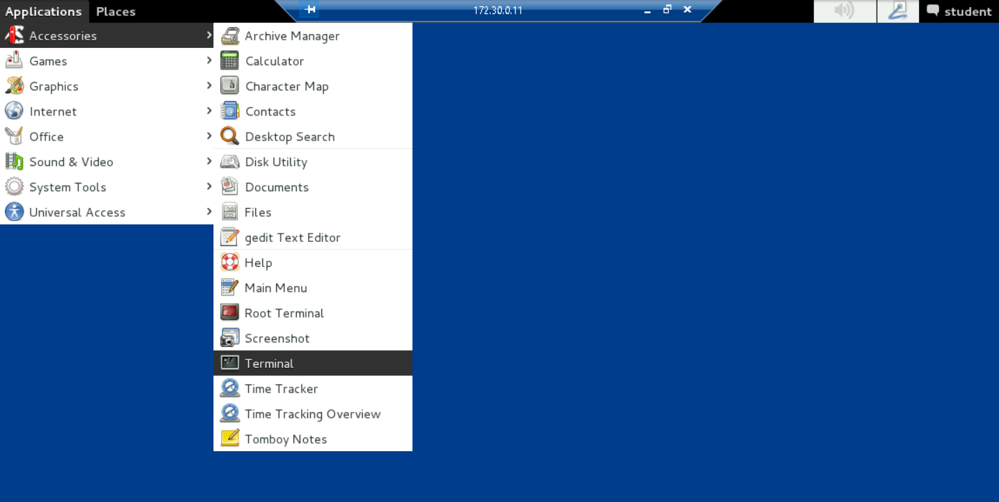 Applications Places 172.30.0.11 student
Accessories
Games
Graphics
Internet
Office
Sound & Video
System Tools
Universal Access
Archive Manager
Calculator
Character Map
Contacts
Desktop Search
Disk Utility
Documents
Files
gedit Text Editor
Help
Main Menu
Root Terminal
Screenshot
Terminal
Time Tracker
Time Tracking Overview
Tomboy Notes